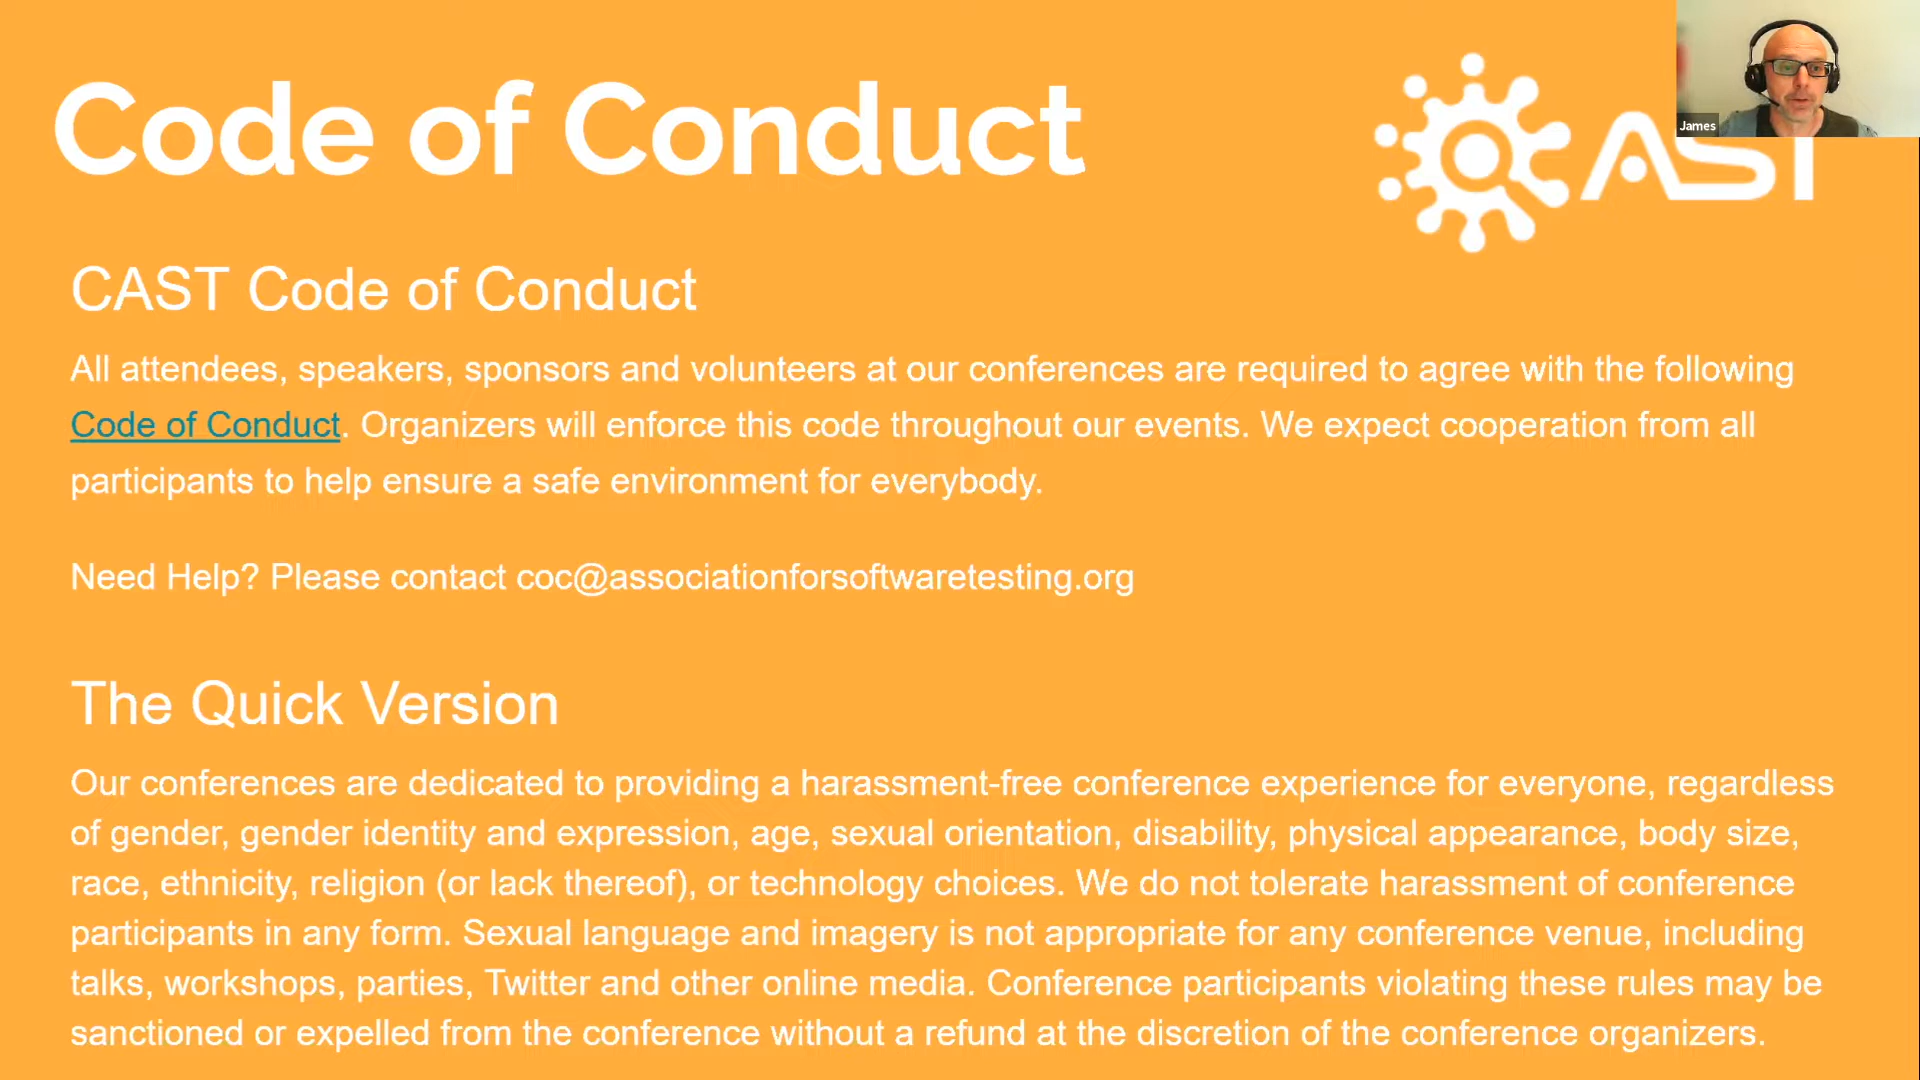 Code of Conduct
AST
James
CAST Code of Conduct
All attendees, speakers, sponsors and volunteers at our conferences are required to agree with the following
Code of Conduct. Organizers will enforce this code throughout our events. We expect cooperation from all
participants to help ensure a safe environment for everybody.
Need Help? Please contact coc@associationforsoftwaretesting.org
The Quick Version
Our conferences are dedicated to providing a harassment-free conference experience for everyone, regardless
of gender, gender identity and expression, age, sexual orientation, disability, physical appearance, body size,
race, ethnicity, religion (or lack thereof), or technology choices. We do not tolerate harassment of conference
participants in any form. Sexual language and imagery is not appropriate for any conference venue, including
talks, workshops, parties, Twitter and other online media. Conference participants violating these rules may be
sanctioned or expelled from the conference without a refund at the discretion of the conference organizers.